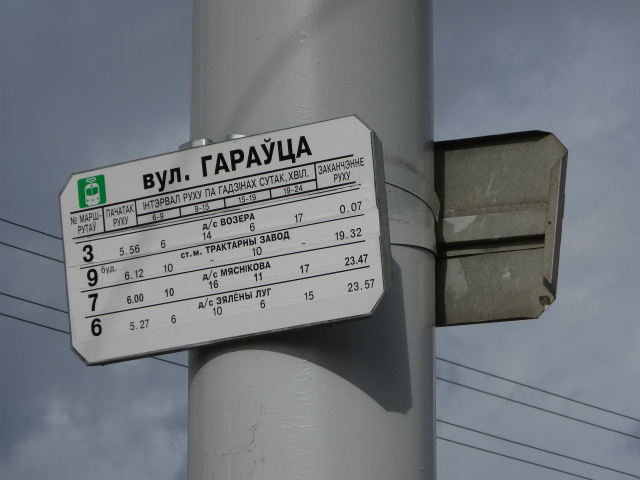 вул. ГАРАЎЦА
№ МАРШ-РУТАЎ ПАЧАТАК РУХУ ІНТЭРВАЛ РУХУ ПА ГАДЗІНАХ СУТАК, ХВІЛ. ЗАКАНЧЭННЕ РУХУ
6-9 9-15 15-19 19-24
д/с ВОЗЕРА
3 5.56 6 14 6 17 0.07
ст.м. ТРАКТАРНЫ ЗАВОД
9 буд. 6.12 10 - 10 - 19.32
д/с МЯСНІКОВА
7 6.00 10 16 11 17 23.47
д/с ЗЯЛЁНЫ ЛУГ
6 5.27 6 10 6 15 23.57